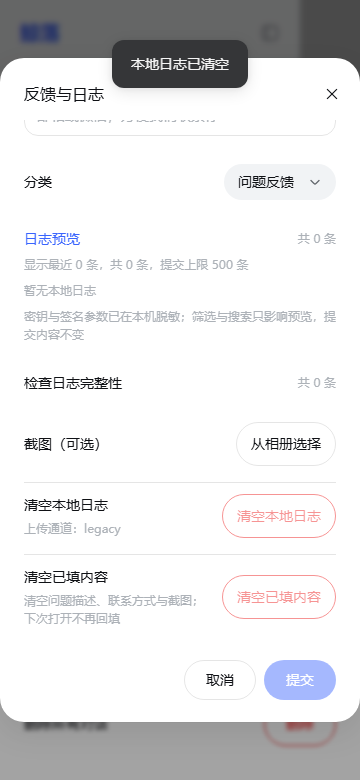 本地日志已清空
反馈与日志
分类
问题反馈
日志预览
共 0 条
显示最近 0 条，共 0 条，提交上限 500 条
暂无本地日志
密钥与签名参数已在本机脱敏；筛选与搜索只影响预览，提
交内容不变
检查日志完整性
共 0 条
截图（可选）
从相册选择
清空本地日志
上传通道：legacy
清空本地日志
清空已填内容
清空问题描述、联系方式与截图；
下次打开不再回填
清空已填内容
取消
提交